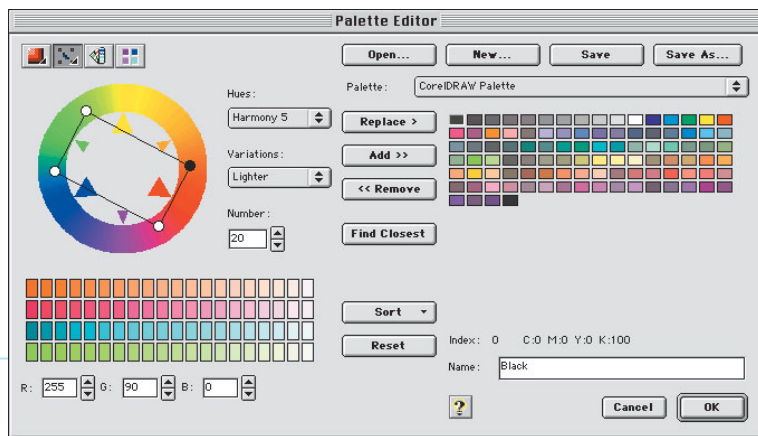 Palette Editor
Open...
New...
Save
Save As...
Palette:
CorelDRAW Palette
Hues:
Harmony 5
Variations:
Lighter
Number:
20
Replace >
Add >>
<< Remove
Find Closest
Sort
Reset
Index: 0 C:0 M:0 Y:0 K:100
Name: Black
R: 255 G: 90 B: 0
?
Cancel
OK